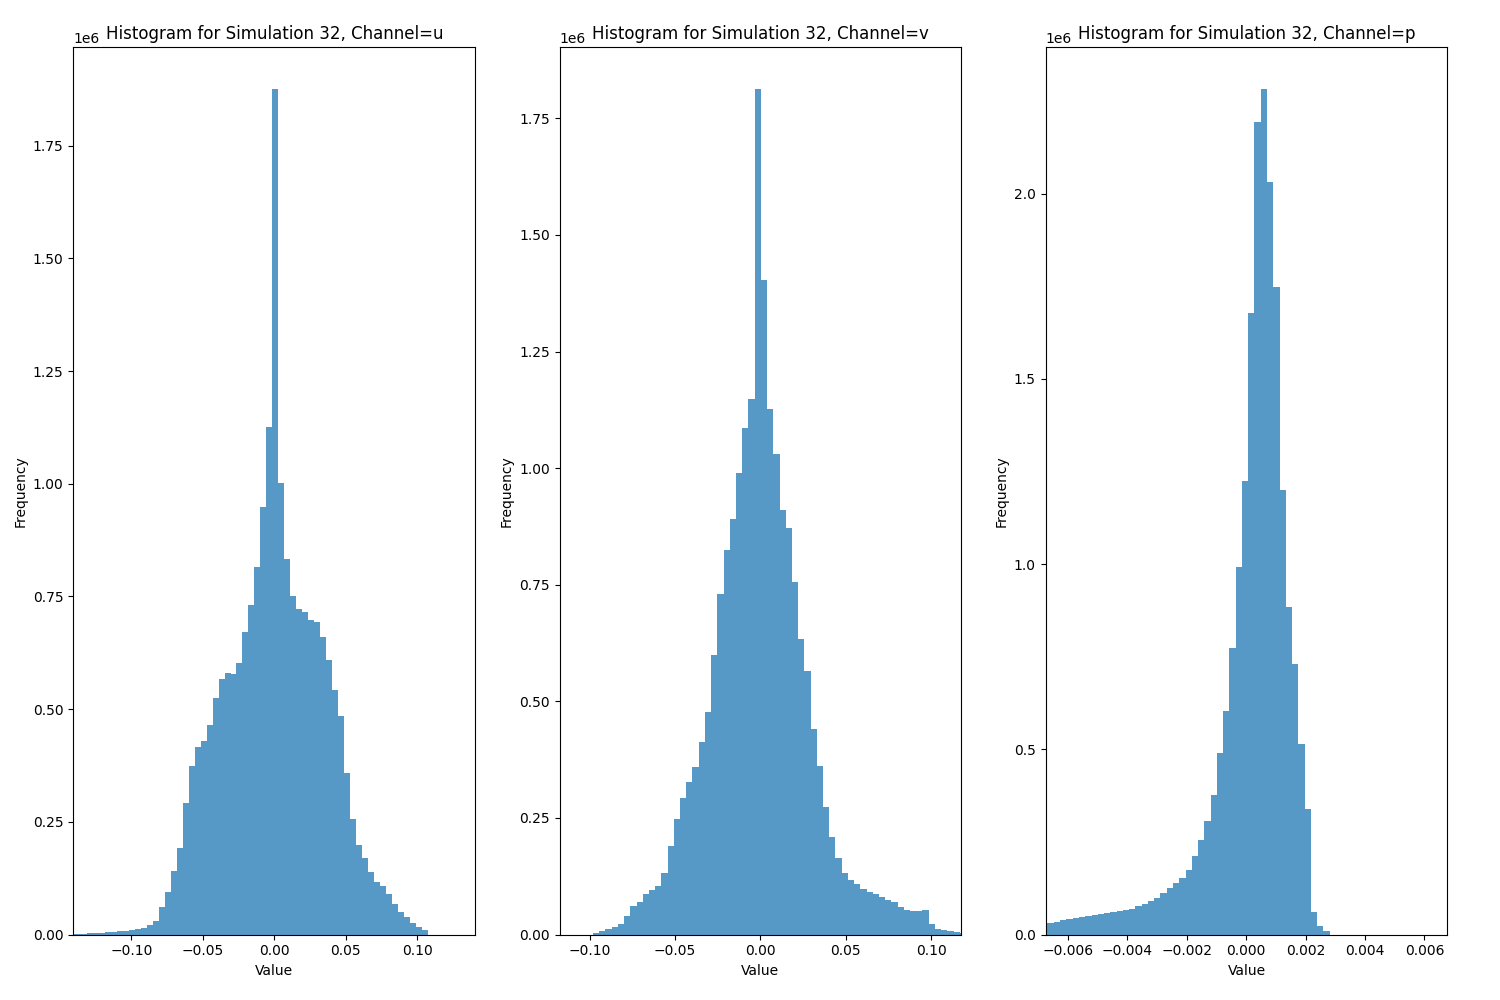 Histogram for Simulation 32, Channel=u
1e6
1.75
1.50
1.25
1.00
0.75
0.50
0.25
0.00
Frequency
−0.10 −0.05 0.00 0.05 0.10
Value
Histogram for Simulation 32, Channel=v
1e6
1.75
1.50
1.25
1.00
0.75
0.50
0.25
0.00
Frequency
−0.10 −0.05 0.00 0.05 0.10
Value
Histogram for Simulation 32, Channel=p
1e6
2.0
1.5
1.0
0.5
0.0
Frequency
−0.006 −0.004 −0.002 0.000 0.002 0.004 0.006
Value